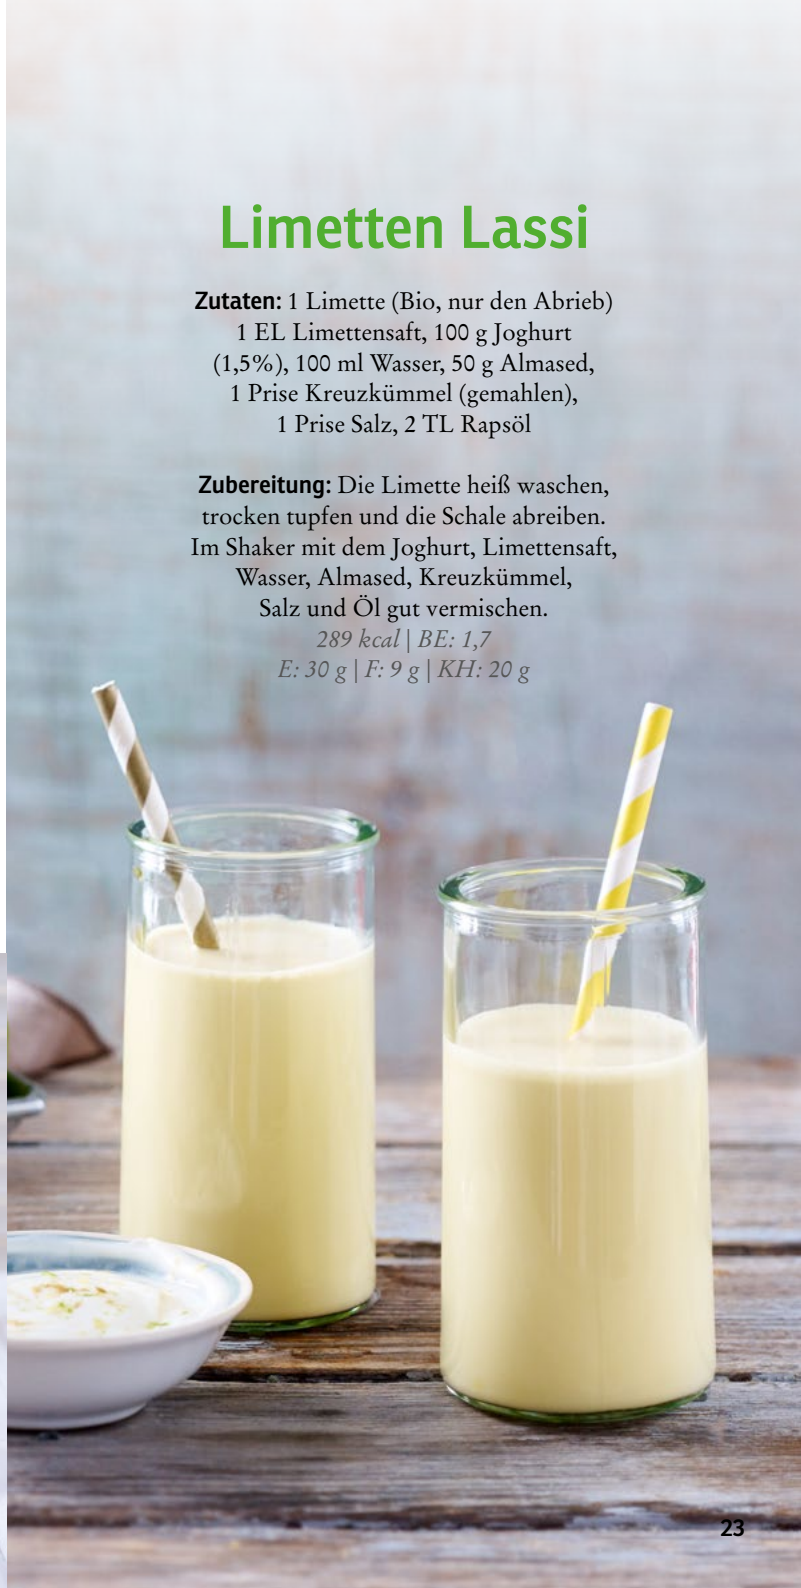 Limetten Lassi
Zutaten: 1 Limette (Bio, nur den Abrieb)
1 EL Limettensaft, 100 g Joghurt
(1,5%), 100 ml Wasser, 50 g Almased,
1 Prise Kreuzkümmel (gemahlen),
1 Prise Salz, 2 TL Rapsöl
Zubereitung: Die Limette heiß waschen,
trocken tupfen und die Schale abreiben.
Im Shaker mit dem Joghurt, Limettensaft,
Wasser, Almased, Kreuzkümmel,
Salz und Öl gut vermischen.
289 kcal | BE: 1,7
E: 30 g | F: 9 g | KH: 20 g
23